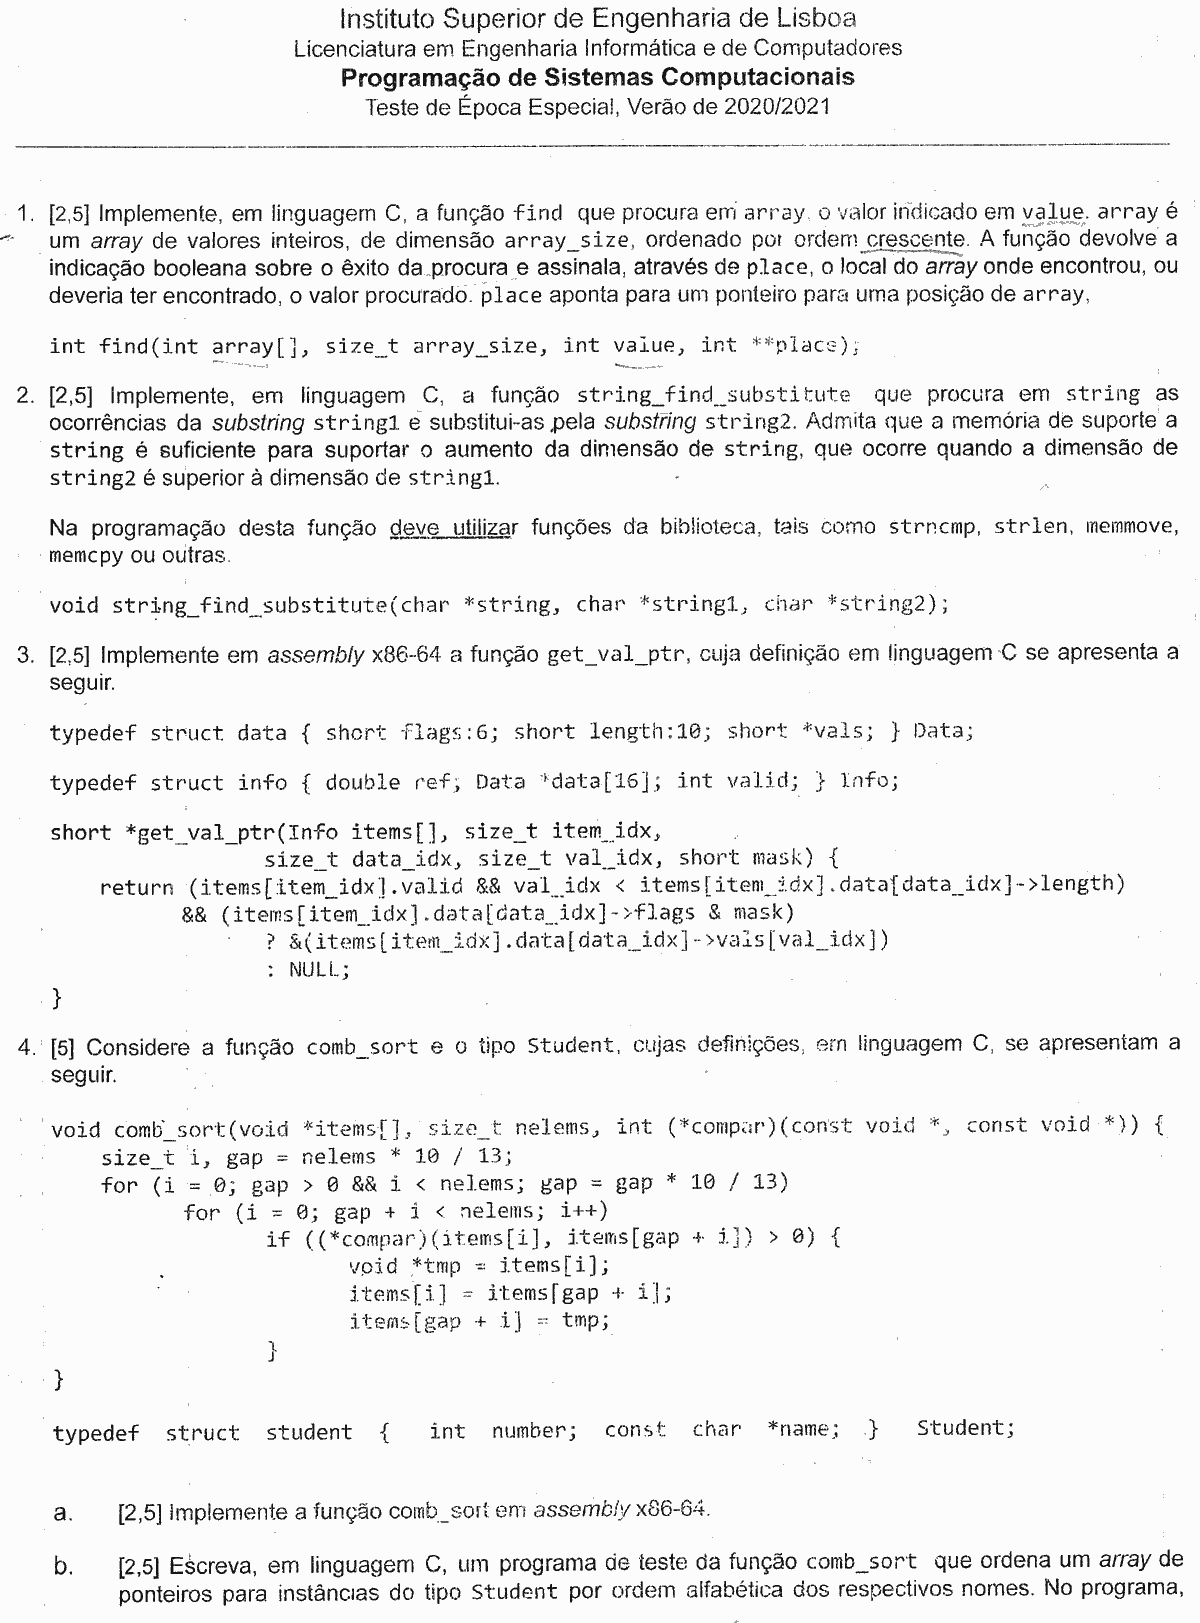 Instituto Superior de Engenharia de Lisboa
Licenciatura em Engenharia Informática e de Computadores
Programação de Sistemas Computacionais
Teste de Época Especial, Verão de 2020/2021
1. [2,5] Implemente, em linguagem C, a função find que procura em array, o valor indicado em value. array é
um array de valores inteiros, de dimensão array_size, ordenado por ordem crescente. A função devolve a
indicação booleana sobre o êxito da procura e assinala, através de place, o local do array onde encontrou, ou
deveria ter encontrado, o valor procurado. place aponta para um ponteiro para uma posição de array,
int find(int array[], size_t array_size, int value, int **place);
2. [2,5] Implemente, em linguagem C, a função string_find_substitute que procura em string as
ocorrências da substring string1 e substitui-as pela substring string2. Admita que a memória de suporte a
string é suficiente para suportar o aumento da dimensão de string, que ocorre quando a dimensão de
string2 é superior à dimensão de string1.
Na programação desta função deve utilizar funções da biblioteca, tais como strncmp, strlen, memmove,
memcpy ou outras.
void string_find_substitute(char *string, char *string1, char *string2);
3. [2,5] Implemente em assembly x86-64 a função get_val_ptr, cuja definição em linguagem C se apresenta a
seguir.
typedef struct data { short flags:6; short length:10; short *vals; } Data;
typedef struct info { double ref; Data *data[16]; int valid; } Info;
short *get_val_ptr(Info items[], size_t item_idx,
size_t data_idx, size_t val_idx, short mask) {
return (items[item_idx].valid && val_idx < items[item_idx].data[data_idx]->length)
&& (items[item_idx].data[data_idx]->flags & mask)
? &(items[item_idx].data[data_idx]->vals[val_idx])
: NULL;
}
4. [5] Considere a função comb_sort e o tipo Student, cujas definições, em linguagem C, se apresentam a
seguir.
void comb_sort(void *items[], size_t nelems, int (*compar)(const void *, const void *)) {
size_t i, gap = nelems * 10 / 13;
for (i = 0; gap > 0 && i < nelems; gap = gap * 10 / 13)
for (i = 0; gap + i < nelems; i++)
if ((*compar)(items[i], items[gap + i]) > 0) {
void *tmp = items[i];
items[i] = items[gap + i];
items[gap + i] = tmp;
}
}
typedef struct student { int number; const char *name; } Student;
a. [2,5] Implemente a função comb_sort em assembly x86-64.
b. [2,5] Escreva, em linguagem C, um programa de teste da função comb_sort que ordena um array de
ponteiros para instâncias do tipo Student por ordem alfabética dos respectivos nomes. No programa,